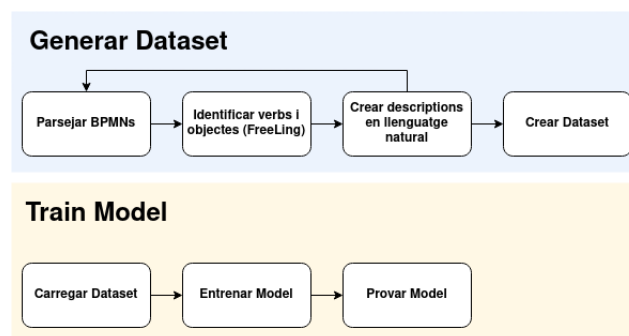 Generar Dataset
Parsejar BPMNs
Identificar verbs i
objectes (FreeLing)
Crear descriptions
en llenguatge
natural
Crear Dataset
Train Model
Carregar Dataset
Entrenar Model
Provar Model